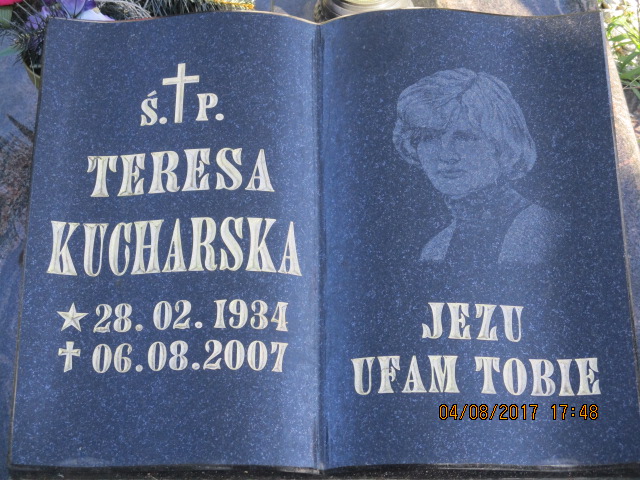 Ś. P.
TERESA
KUCHARSKA
28. 02. 1934
06.08.2007
JEZU
UFAM TOBIE
04/08/2017 17:48